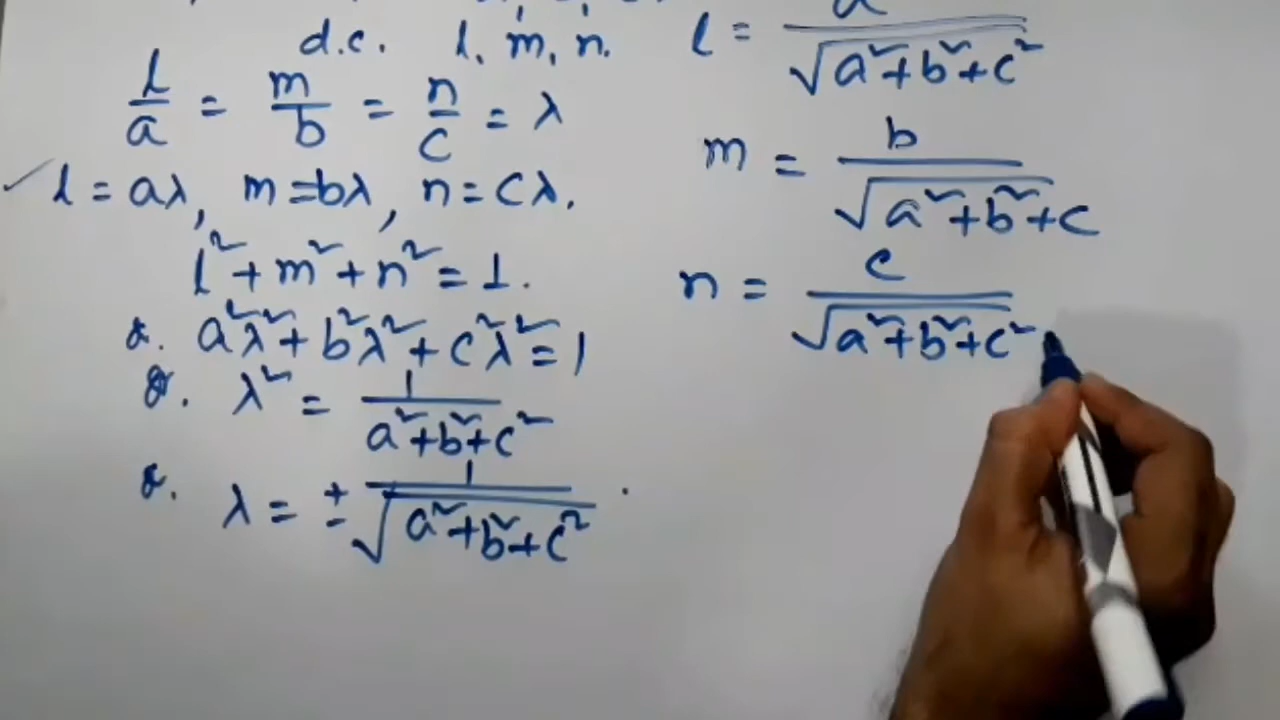 d.c. l, m, n.
l/a = m/b = n/c = λ
l = aλ, m = bλ, n = cλ.
l² + m² + n² = 1.
a²λ² + b²λ² + c²λ² = 1
λ² = 1/a²+b²+c²
λ = ± 1/√a²+b²+c² .
l = a/√a²+b²+c²
m = b/√a²+b²+c
n = c/√a²+b²+c²